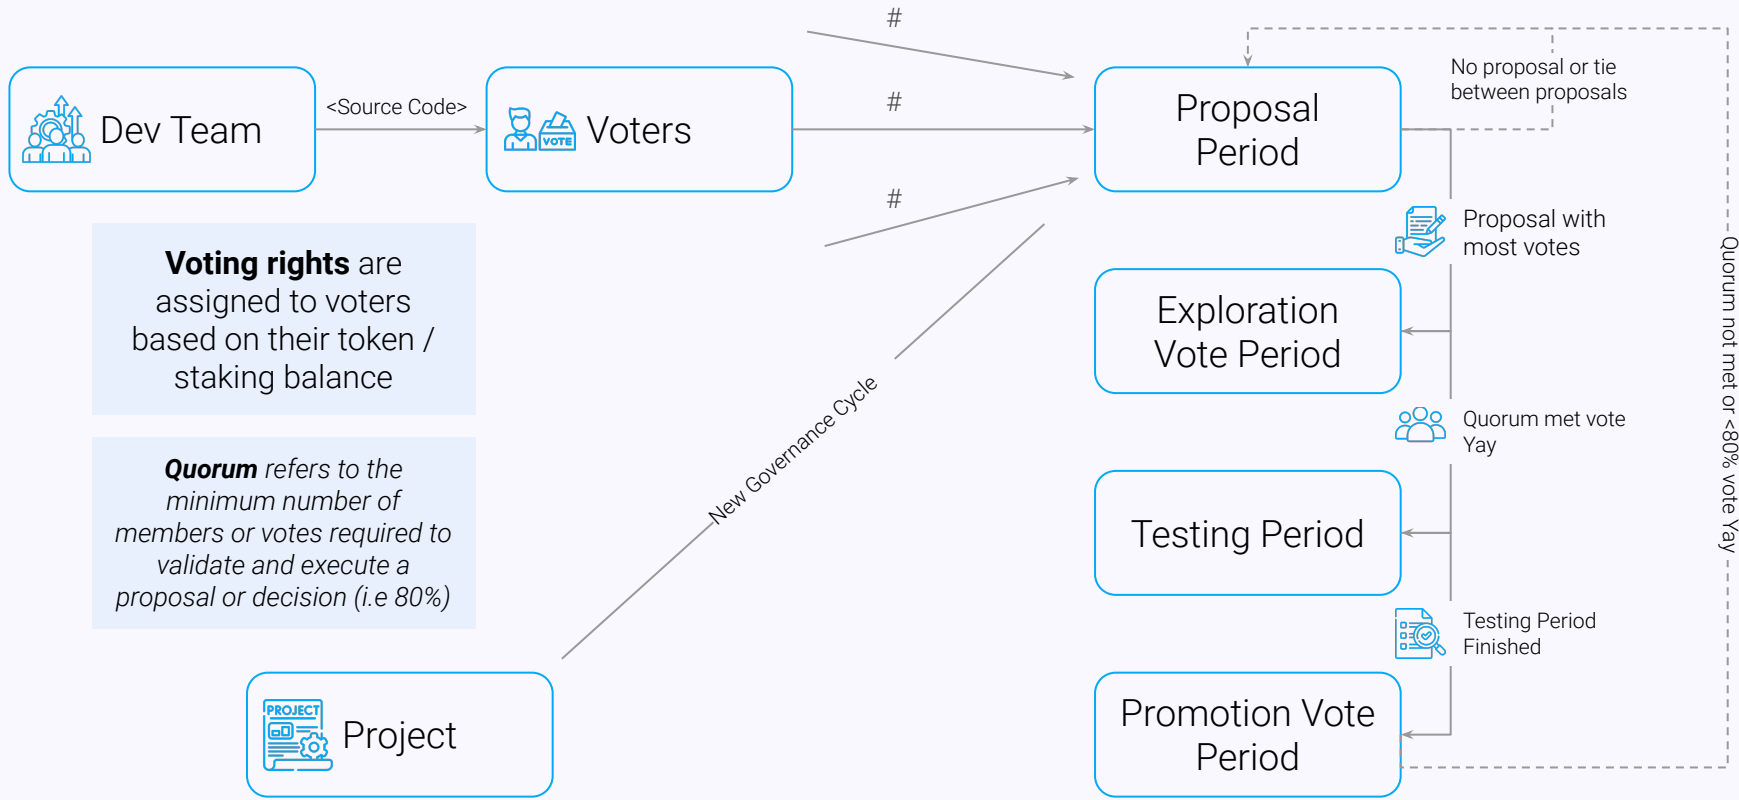 #
<Source Code>
Dev Team
VOTE
Voters
#
#
Proposal
Period
No proposal or tie
between proposals
Voting rights are
assigned to voters
based on their token /
staking balance
Proposal with
most votes
Exploration
Vote Period
Quorum not met or <80% vote Yay
New Governance Cycle
Quorum met vote
Yay
Quorum refers to the
minimum number of
members or votes required to
validate and execute a
proposal or decision (i.e 80%)
Testing Period
Testing Period
Finished
PROJECT
Project
Promotion Vote
Period